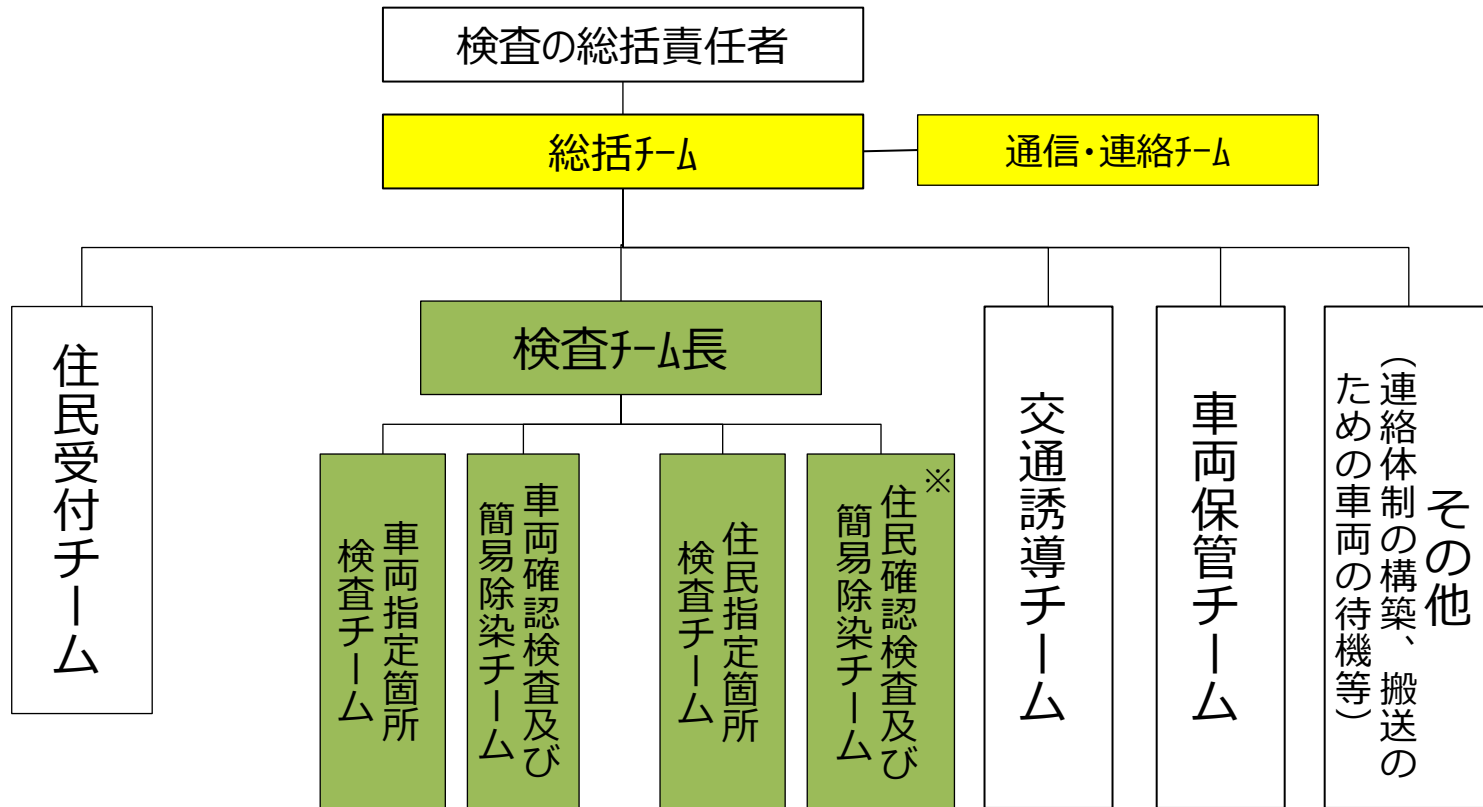 検査の総括責任者
総括ﾁｰﾑ
通信・連絡ﾁｰﾑ
住民受付チーム
検査ﾁｰﾑ長
車両指定箇所
検査チーム
車両確認検査及び
簡易除染チーム
住民指定箇所
検査チーム
※
住民確認検査及び
簡易除染チーム
交通誘導チーム
車両保管チーム
その他
（連絡体制の構築、搬送の
ための車両の待機等）